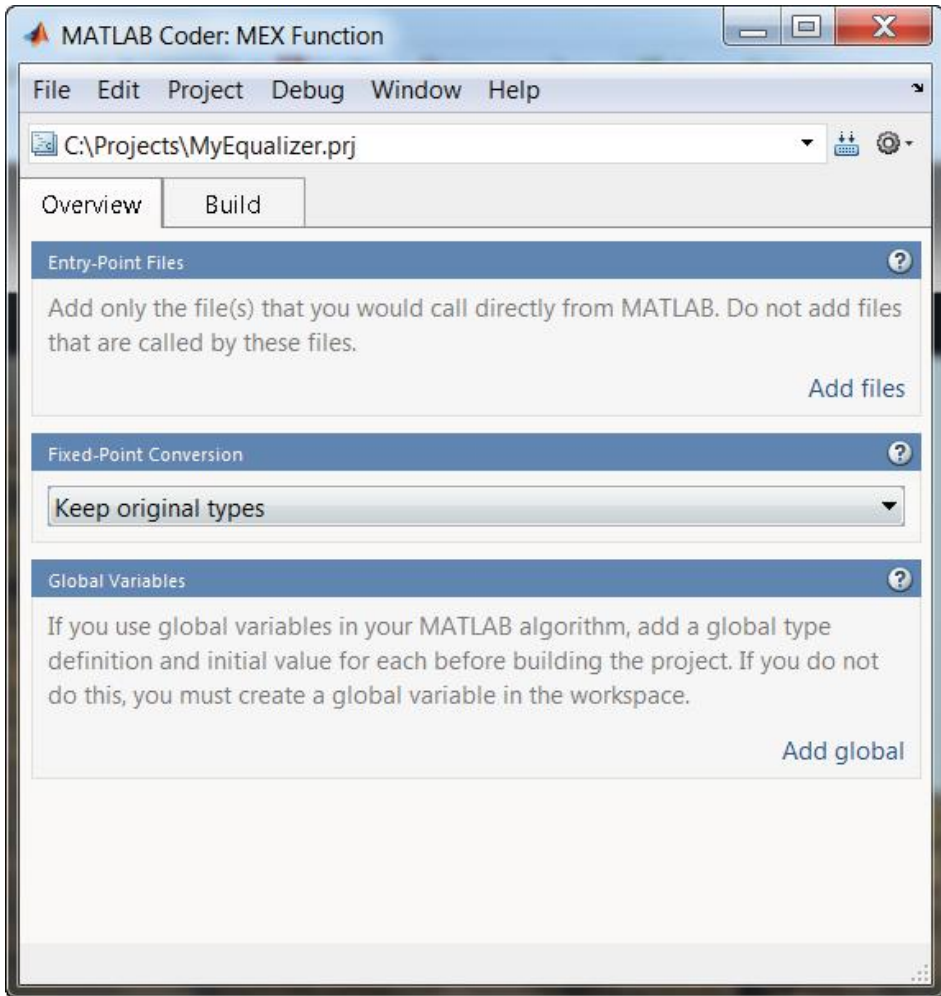 MATLAB Coder: MEX Function
File Edit Project Debug Window Help
C:\Projects\MyEqualizer.prj
Overview Build
Entry-Point Files
Add only the file(s) that you would call directly from MATLAB. Do not add files
that are called by these files.
Add files
Fixed-Point Conversion
Keep original types
Global Variables
If you use global variables in your MATLAB algorithm, add a global type
definition and initial value for each before building the project. If you do not
do this, you must create a global variable in the workspace.
Add global